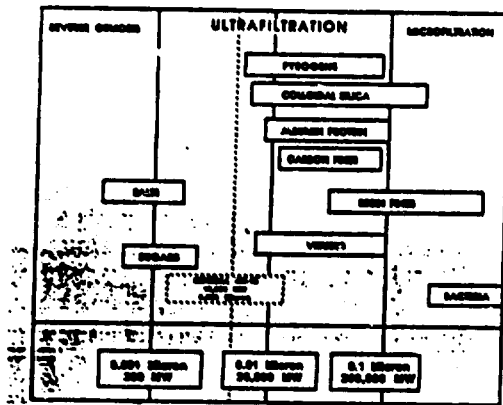 REVERSE OSMOSIS
ULTRAFILTRATION
MICROFILTRATION
PYROGENS
COLLOIDAL SILICA
ALBUMIN PROTEIN
CARBON FINES
SALTS
RESIN FINES
VIRUSES
SUGARS
BACTERIA
0.001 Micron
200 MW
0.01 Micron
20,000 MW
0.1 Micron
200,000 MW